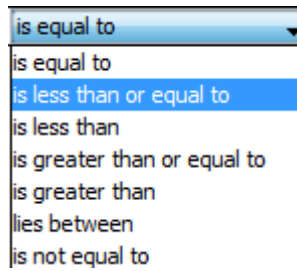 is equal to
is equal to
is less than or equal to
is less than
is greater than or equal to
is greater than
lies between
is not equal to